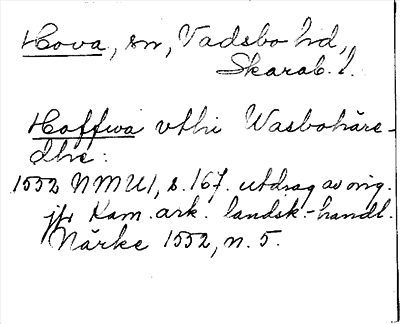 Hova, sn, Vadsbo hd,
Skarab. l.
Hoffwa vthi Wasbohäre-
dhe:
1552 NMU1, s. 167. utdrag av orig.
jfr Kam. ark. landsk.-handl.
Närke 1552, n. 5.